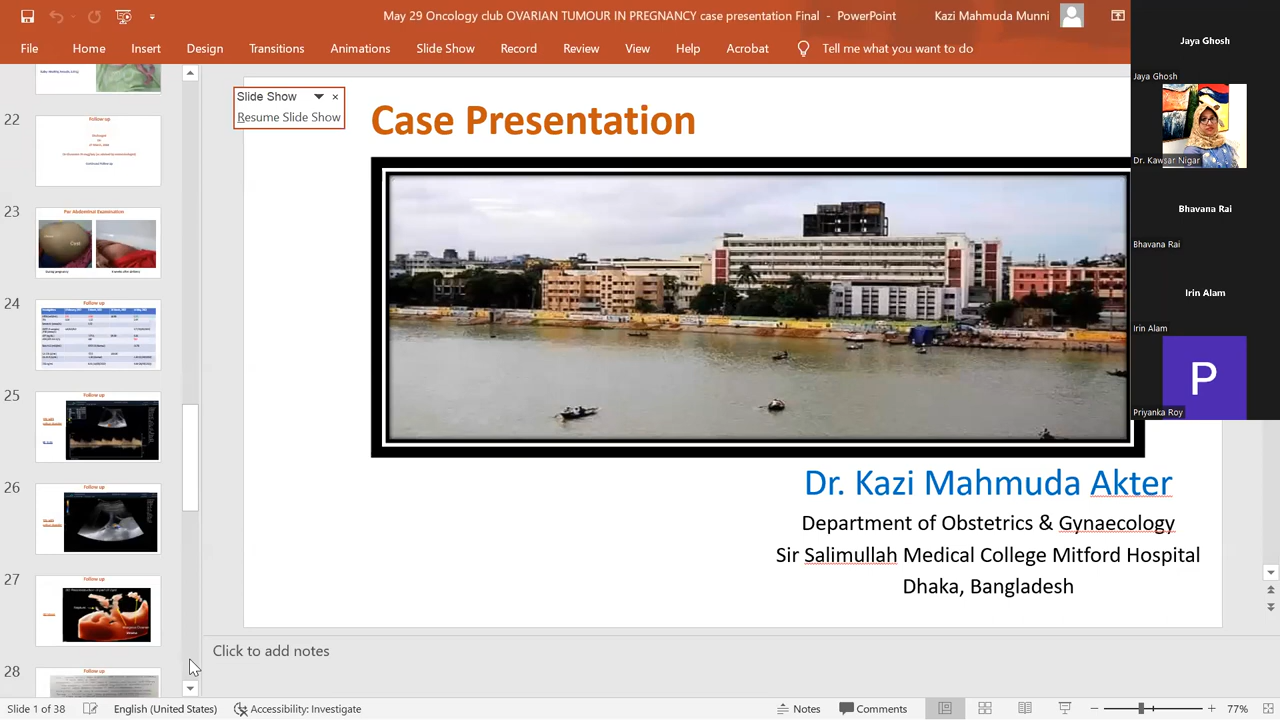 May 29 Oncology club OVARIAN TUMOUR IN PREGNANCY case presentation Final - PowerPoint
Kazi Mahmuda Munni
File Home Insert Design Transitions Animations Slide Show Record Review View Help Acrobat Tell me what you want to do
Jaya Ghosh
Jaya Ghosh
Dr. Kawsar Nigar
Bhavana Rai
Bhavana Rai
Irin Alam
Irin Alam
P
Priyanka Roy
Slide Show
Resume Slide Show
22
Follow up
23
Per Abdominal Examination
24
Follow up
25
Follow up
26
27
Follow up
28
Follow up
Case Presentation
Dr. Kazi Mahmuda Akter
Department of Obstetrics & Gynaecology
Sir Salimullah Medical College Mitford Hospital
Dhaka, Bangladesh
Click to add notes
Slide 1 of 38 English (United States) Accessibility: Investigate Notes Comments 77%